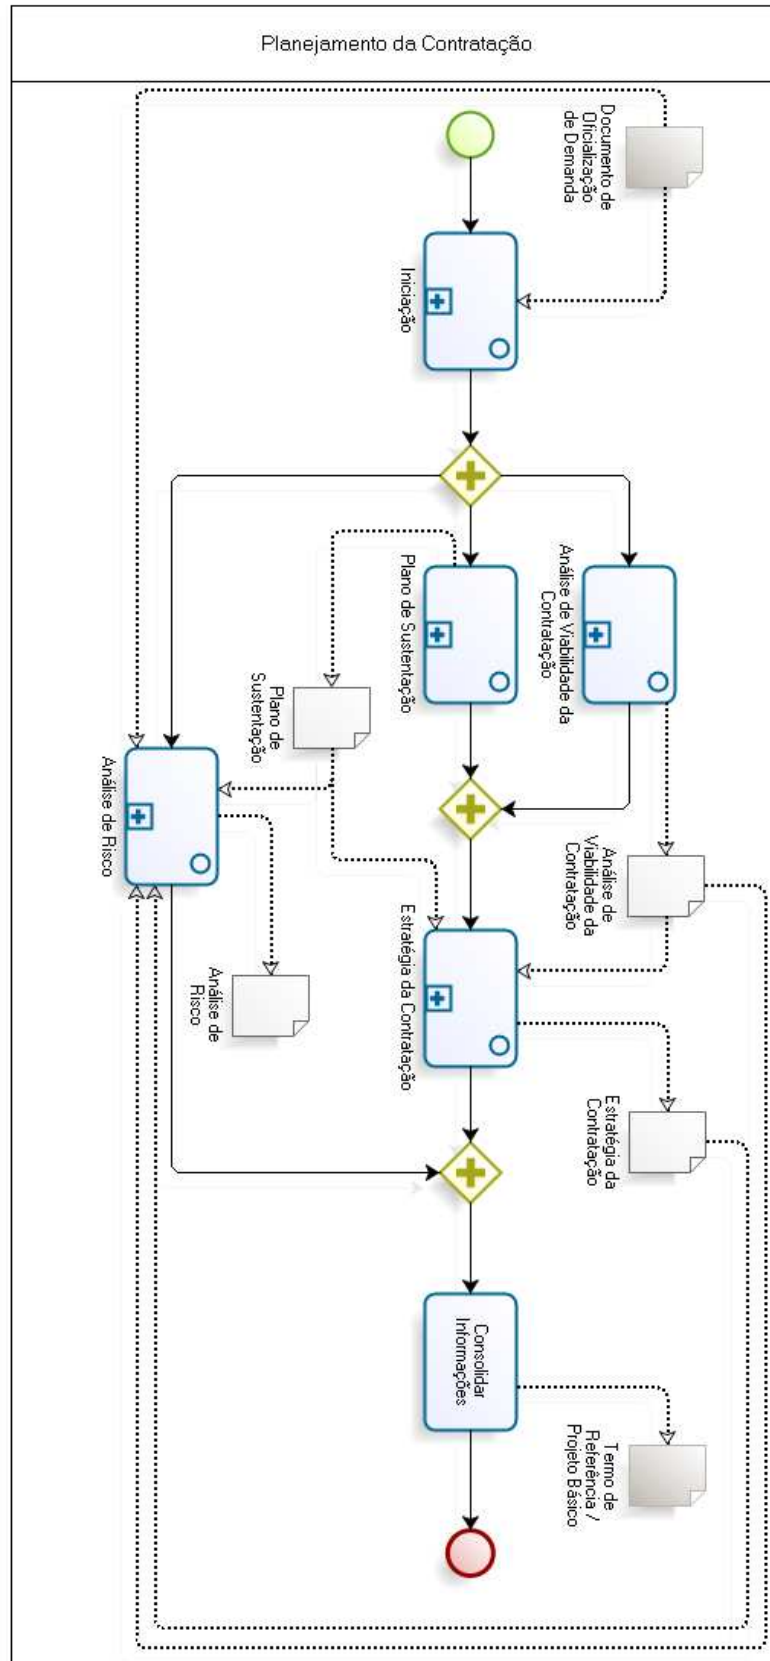 Planejamento da Contratação
Documento de
Oficialização
de Demanda
Iniciação
Análise de Viabilidade da
Contratação
Plano de Sustentação
Plano de
Sustentação
Análise de Risco
Análise de
Viabilidade da
Contratação
Estratégia da Contratação
Análise de
Risco
Estratégia da
Contratação
Consolidar
Informações
Termo de
Referência /
Projeto Básico